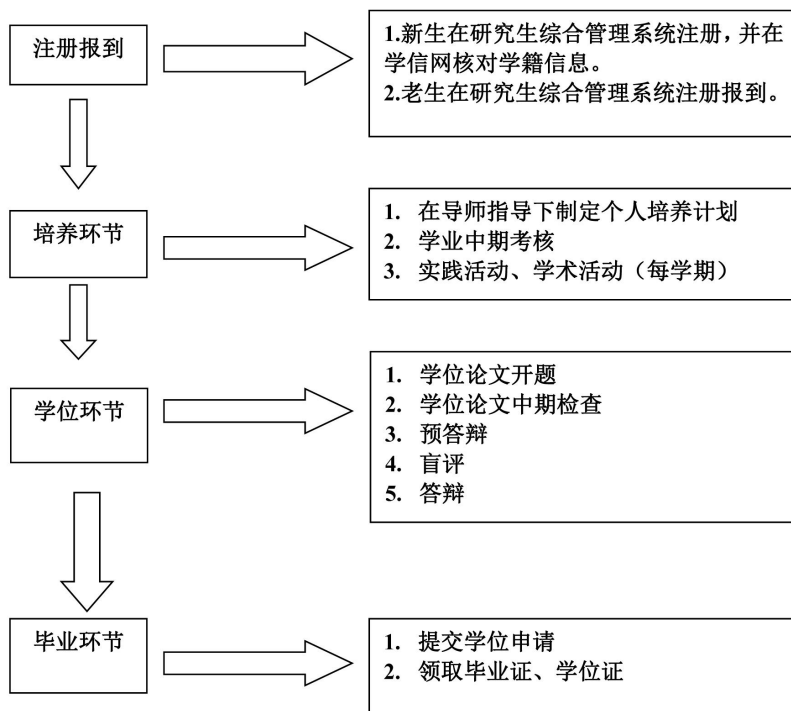 注册报到
1.新生在研究生综合管理系统注册，并在
学信网核对学籍信息。
2.老生在研究生综合管理系统注册报到。
培养环节
1. 在导师指导下制定个人培养计划
2. 学业中期考核
3. 实践活动、学术活动（每学期）
学位环节
1. 学位论文开题
2. 学位论文中期检查
3. 预答辩
4. 盲评
5. 答辩
毕业环节
1. 提交学位申请
2. 领取毕业证、学位证